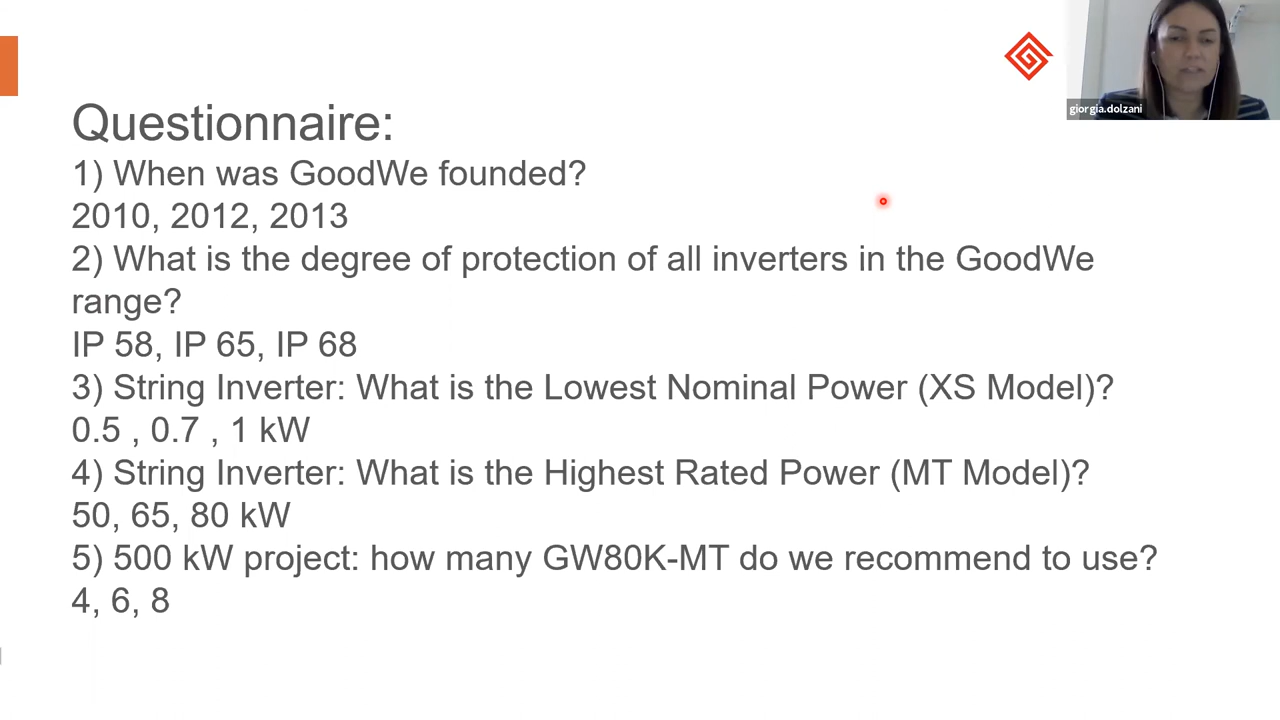 giorgia.dolzani
Questionnaire:
1) When was GoodWe founded?
2010, 2012, 2013
2) What is the degree of protection of all inverters in the GoodWe
range?
IP 58, IP 65, IP 68
3) String Inverter: What is the Lowest Nominal Power (XS Model)?
0.5 , 0.7 , 1 kW
4) String Inverter: What is the Highest Rated Power (MT Model)?
50, 65, 80 kW
5) 500 kW project: how many GW80K-MT do we recommend to use?
4, 6, 8